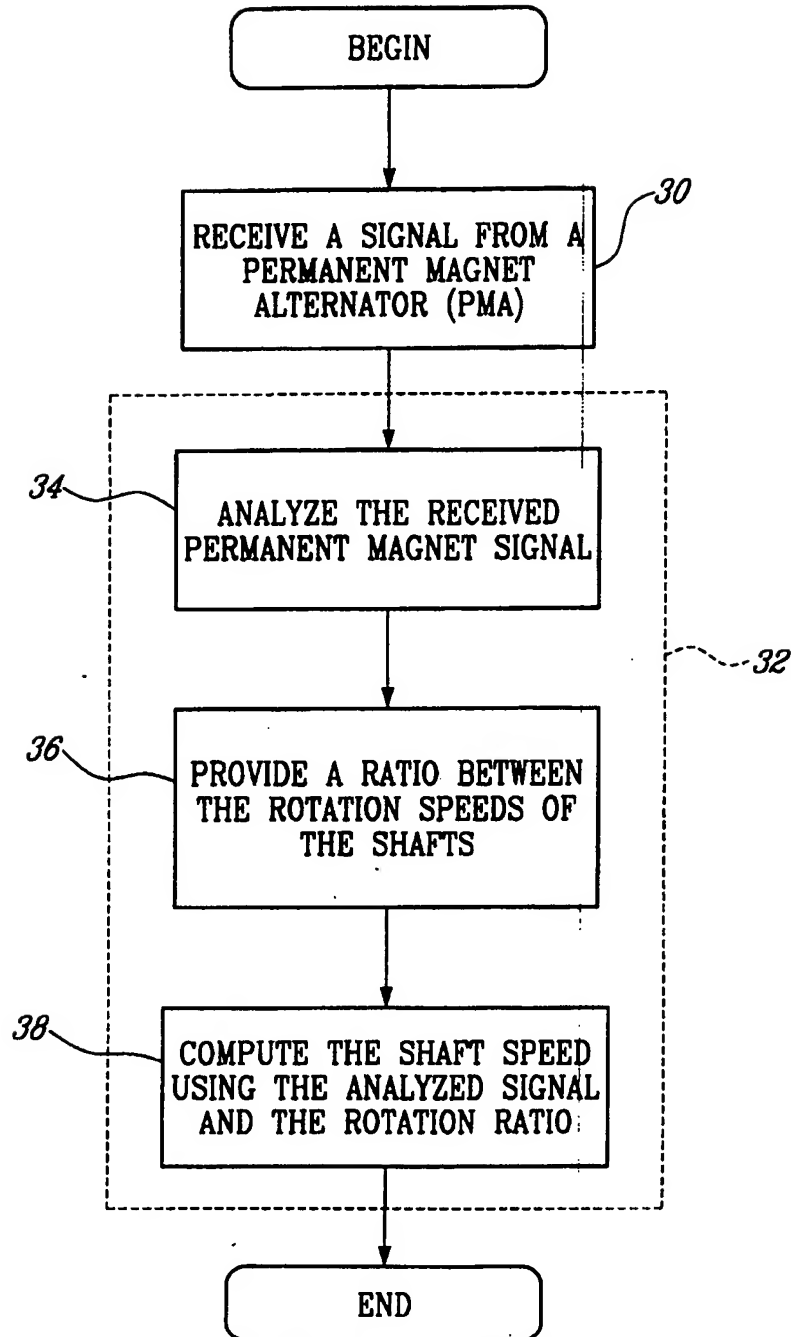 BEGIN
30
RECEIVE A SIGNAL FROM A
PERMANENT MAGNET
ALTERNATOR (PMA)
34
ANALYZE THE RECEIVED
PERMANENT MAGNET SIGNAL
32
36
PROVIDE A RATIO BETWEEN
THE ROTATION SPEEDS OF
THE SHAFTS
38
COMPUTE THE SHAFT SPEED
USING THE ANALYZED SIGNAL
AND THE ROTATION RATIO
END